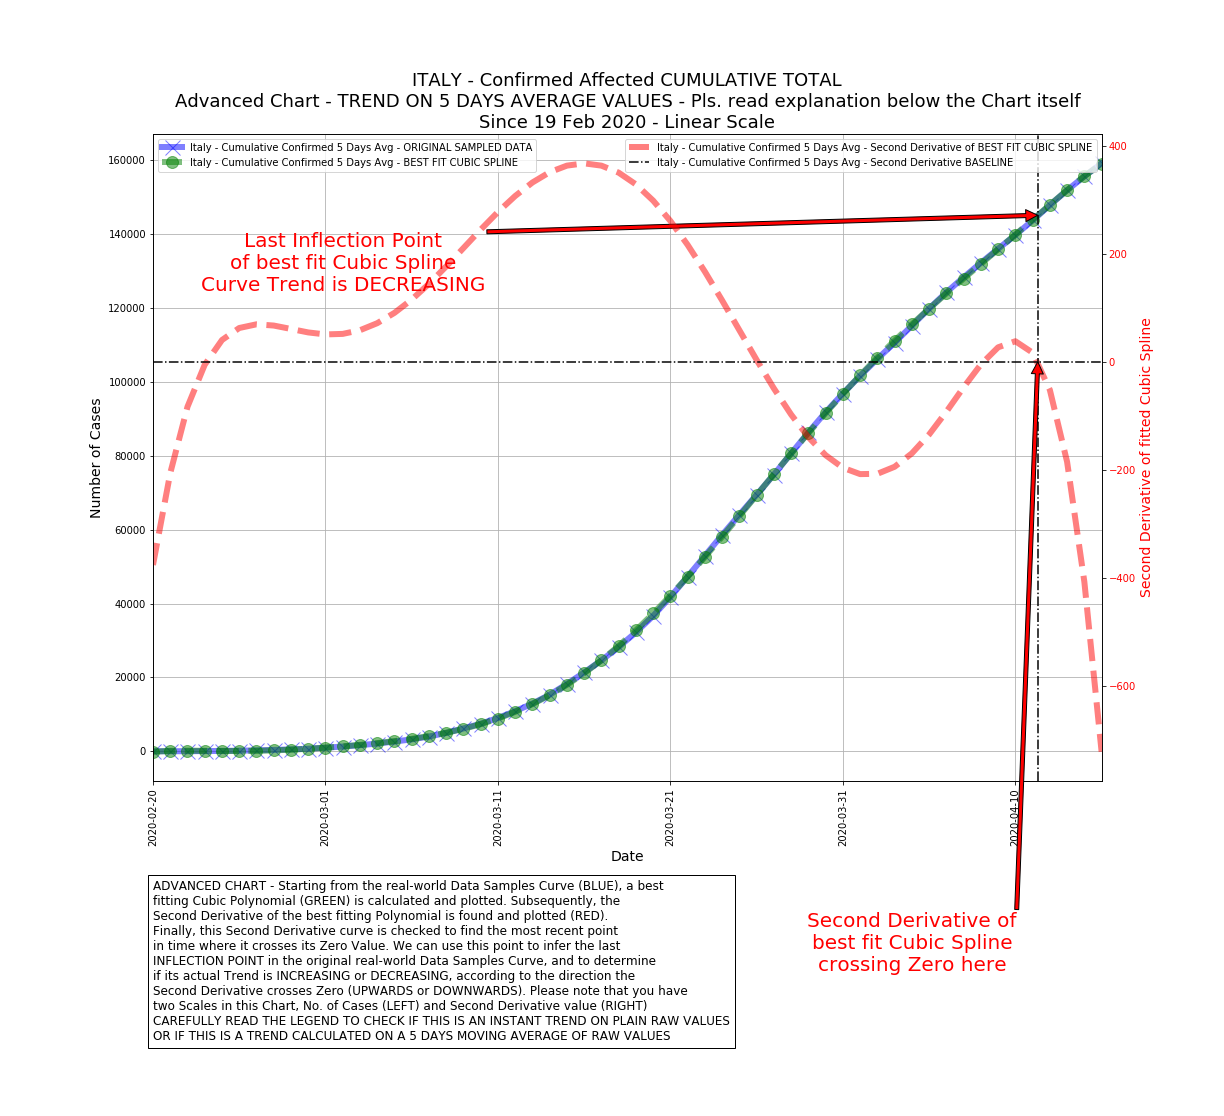 ITALY - Confirmed Affected CUMULATIVE TOTAL
Advanced Chart - TREND ON 5 DAYS AVERAGE VALUES - Pls. read explanation below the Chart itself
Since 19 Feb 2020 - Linear Scale
Italy - Cumulative Confirmed 5 Days Avg - ORIGINAL SAMPLED DATA
Italy - Cumulative Confirmed 5 Days Avg - BEST FIT CUBIC SPLINE
Italy - Cumulative Confirmed 5 Days Avg - Second Derivative of BEST FIT CUBIC SPLINE
Italy - Cumulative Confirmed 5 Days Avg - Second Derivative BASELINE
Last Inflection Point
of best fit Cubic Spline
Curve Trend is DECREASING
Number of Cases
160000
140000
120000
100000
80000
60000
40000
20000
0
400
200
0
−200
−400
−600
Second Derivative of fitted Cubic Spline
2020-02-20
2020-03-01
2020-03-11
2020-03-21
2020-03-31
2020-04-10
Date
Second Derivative of
best fit Cubic Spline
crossing Zero here
ADVANCED CHART - Starting from the real-world Data Samples Curve (BLUE), a best
fitting Cubic Polynomial (GREEN) is calculated and plotted. Subsequently, the
Second Derivative of the best fitting Polynomial is found and plotted (RED).
Finally, this Second Derivative curve is checked to find the most recent point
in time where it crosses its Zero Value. We can use this point to infer the last
INFLECTION POINT in the original real-world Data Samples Curve, and to determine
if its actual Trend is INCREASING or DECREASING, according to the direction the
Second Derivative crosses Zero (UPWARDS or DOWNWARDS). Please note that you have
two Scales in this Chart, No. of Cases (LEFT) and Second Derivative value (RIGHT)
CAREFULLY READ THE LEGEND TO CHECK IF THIS IS AN INSTANT TREND ON PLAIN RAW VALUES
OR IF THIS IS A TREND CALCULATED ON A 5 DAYS MOVING AVERAGE OF RAW VALUES